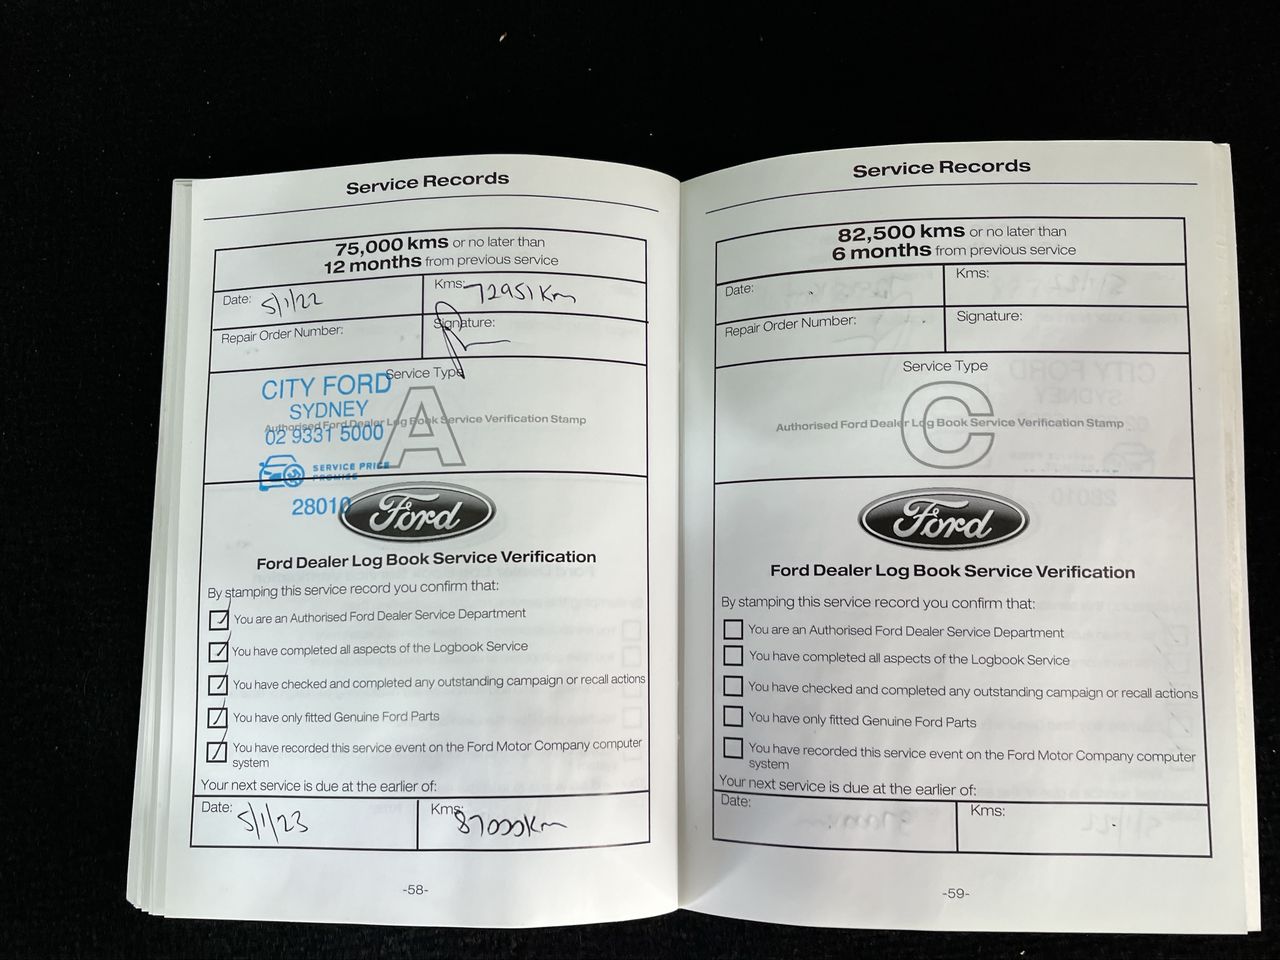 Service Records
75,000 kms or no later than
12 months from previous service
Date: 5/1/22
Kms: 72951Km
Repair Order Number:
Signature:
Service Type
A
Authorised Ford Dealer Log Book Service Verification Stamp
CITY FORD
SYDNEY
02 9331 5000
SERVICE PRICE
PROMISE
28010
Ford
Ford Dealer Log Book Service Verification
By stamping this service record you confirm that:
You are an Authorised Ford Dealer Service Department
You have completed all aspects of the Logbook Service
You have checked and completed any outstanding campaign or recall actions
You have only fitted Genuine Ford Parts
You have recorded this service event on the Ford Motor Company computer
system
Your next service is due at the earlier of:
Date: 5/1/23
Kms: 87000Km
-58-
Service Records
82,500 kms or no later than
6 months from previous service
Date:
Kms:
Repair Order Number:
Signature:
Service Type
C
Authorised Ford Dealer Log Book Service Verification Stamp
Ford
Ford Dealer Log Book Service Verification
By stamping this service record you confirm that:
You are an Authorised Ford Dealer Service Department
You have completed all aspects of the Logbook Service
You have checked and completed any outstanding campaign or recall actions
You have only fitted Genuine Ford Parts
You have recorded this service event on the Ford Motor Company computer
system
Your next service is due at the earlier of:
Date:
Kms:
-59-